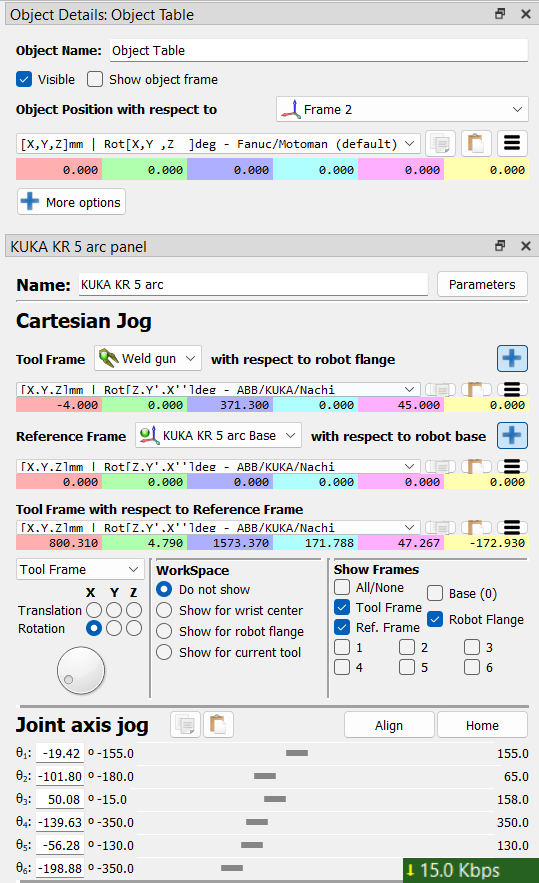 Object Details: Object Table
Object Name: Object Table
Visible Show object frame
Object Position with respect to Frame 2
[X,Y,Z]mm | Rot[X,Y ,Z  ]deg - Fanuc/Motoman (default)
0.000 0.000 0.000 0.000 0.000 0.000
More options
KUKA KR 5 arc panel
Name: KUKA KR 5 arc Parameters
Cartesian Jog
Tool Frame Weld gun with respect to robot flange
[X,Y,Z]mm | Rot[Z,Y',X'']deg - ABB/KUKA/Nachi
-4.000 0.000 371.300 0.000 45.000 0.000
Reference Frame KUKA KR 5 arc Base with respect to robot base
[X,Y,Z]mm | Rot[Z,Y',X'']deg - ABB/KUKA/Nachi
0.000 0.000 0.000 0.000 0.000 0.000
Tool Frame with respect to Reference Frame
[X,Y,Z]mm | Rot[Z,Y',X'']deg - ABB/KUKA/Nachi
800.310 4.790 1573.370 171.788 47.267 -172.930
Tool Frame
X Y Z
Translation
Rotation
WorkSpace
Do not show
Show for wrist center
Show for robot flange
Show for current tool
Show Frames
All/None Base (0)
Tool Frame Robot Flange
Ref. Frame
1 2 3
4 5 6
Joint axis jog Align Home
θ₁: -19.42 º -155.0 155.0
θ₂: -101.80 º -180.0 65.0
θ₃: 50.08 º -15.0 158.0
θ₄: -139.63 º -350.0 350.0
θ₅: -56.28 º -130.0 130.0
θ₆: -198.88 º -350.0
15.0 Kbps